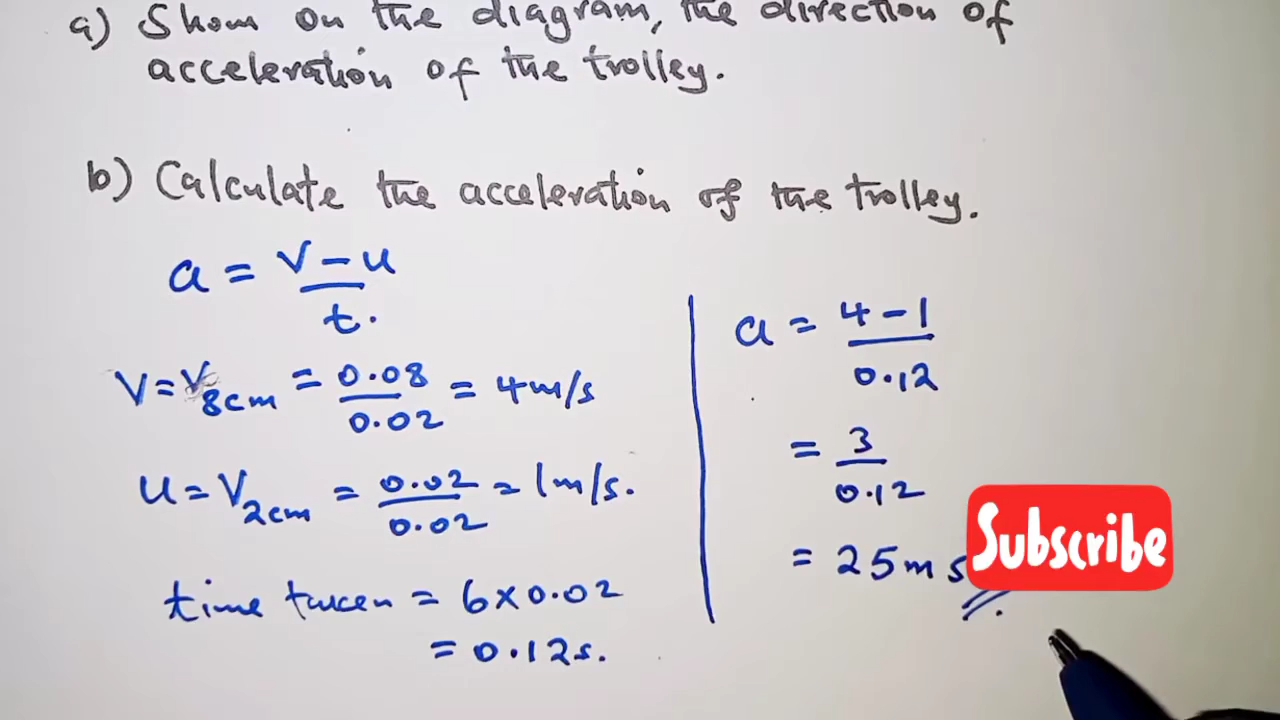 a) Show on the diagram, the direction of
acceleration of the trolley.
b) Calculate the acceleration of the trolley.
a = v - u
t.
V = V8cm = 0.08 = 4m/s
0.02
u = V2cm = 0.02 = 1m/s.
0.02
time taken = 6 x 0.02
= 0.12s.
a = 4 - 1
0.12
= 3
0.12
= 25m s
Subscribe